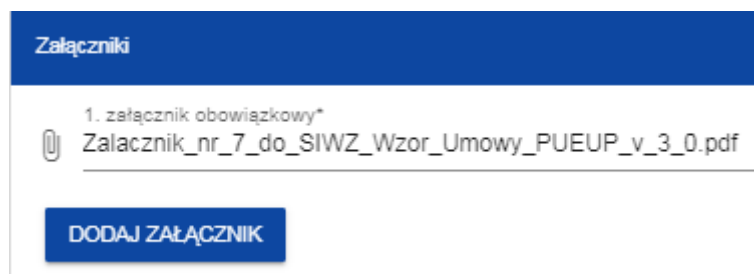 Załączniki
1. załącznik obowiązkowy*
Zalacznik_nr_7_do_SIWZ_Wzor_Umowy_PUEUP_v_3_0.pdf
DODAJ ZAŁĄCZNIK